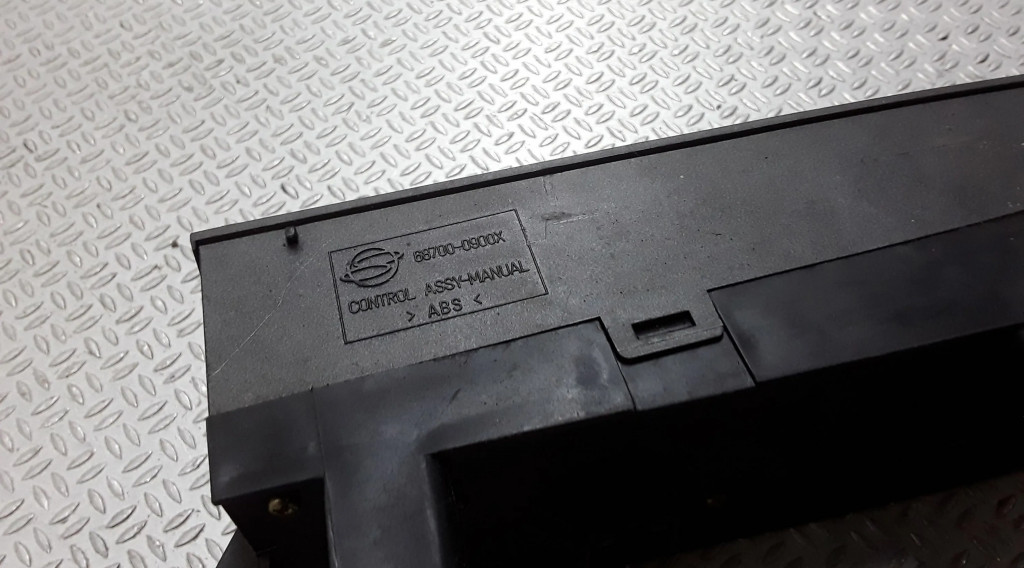 68700-0900X
CONTROL ASSY-MANUAL
> ABS <